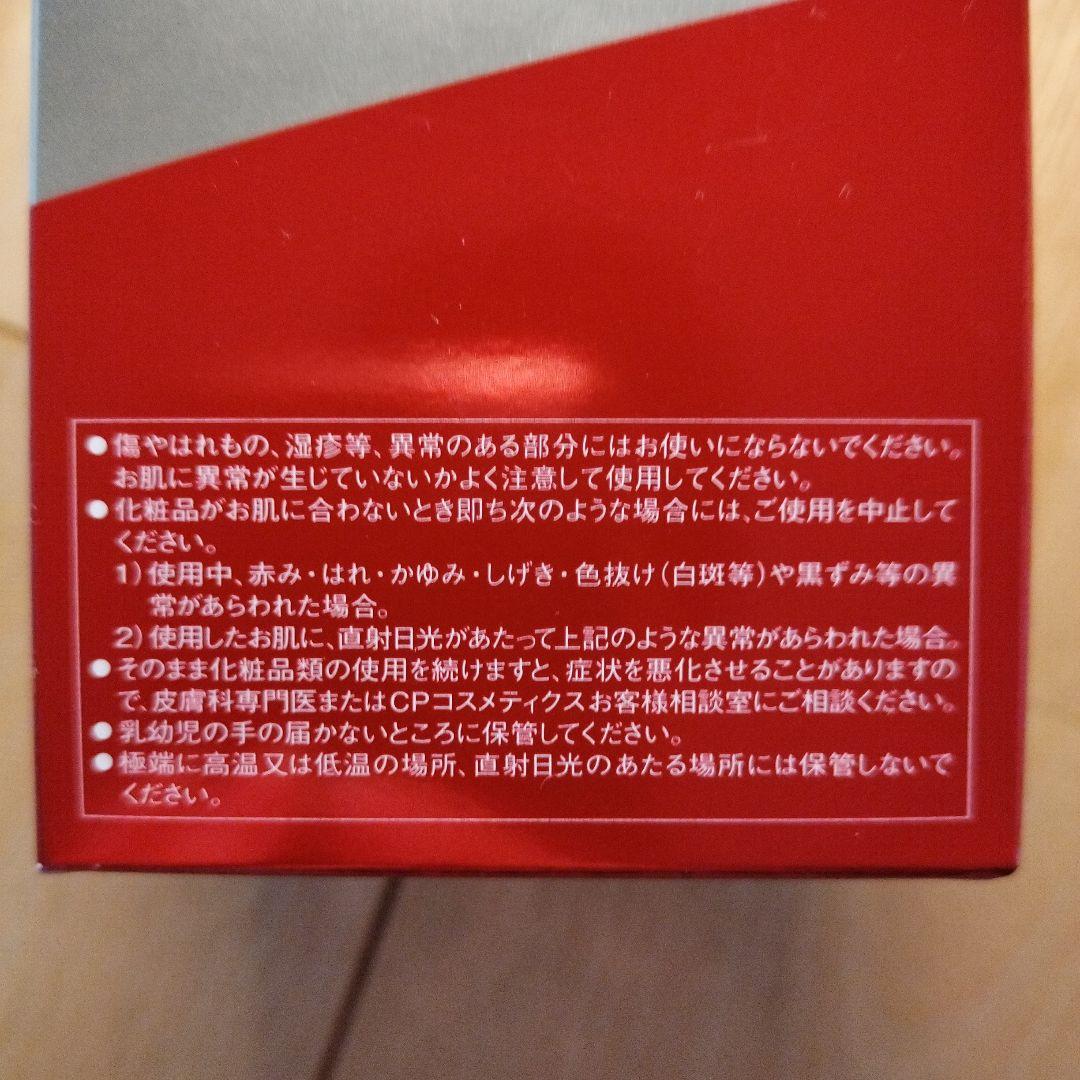 ●傷やはれもの、湿疹等、異常のある部分にはお使いにならないでください。
お肌に異常が生じていないかよく注意して使用してください。
●化粧品がお肌に合わないとき即ち次のような場合には、ご使用を中止して
ください。
1)使用中、赤み・はれ・かゆみ・しげき・色抜け(白斑等)や黒ずみ等の異
常があらわれた場合。
2)使用したお肌に、直射日光があたって上記のような異常があらわれた場合。
●そのまま化粧品類の使用を続けますと、症状を悪化させることがありますの
で、皮膚科専門医またはCPコスメティクスお客様相談室にご相談ください。
●乳幼児の手の届かないところに保管してください。
●極端に高温又は低温の場所、直射日光のあたる場所には保管しないで
ください。